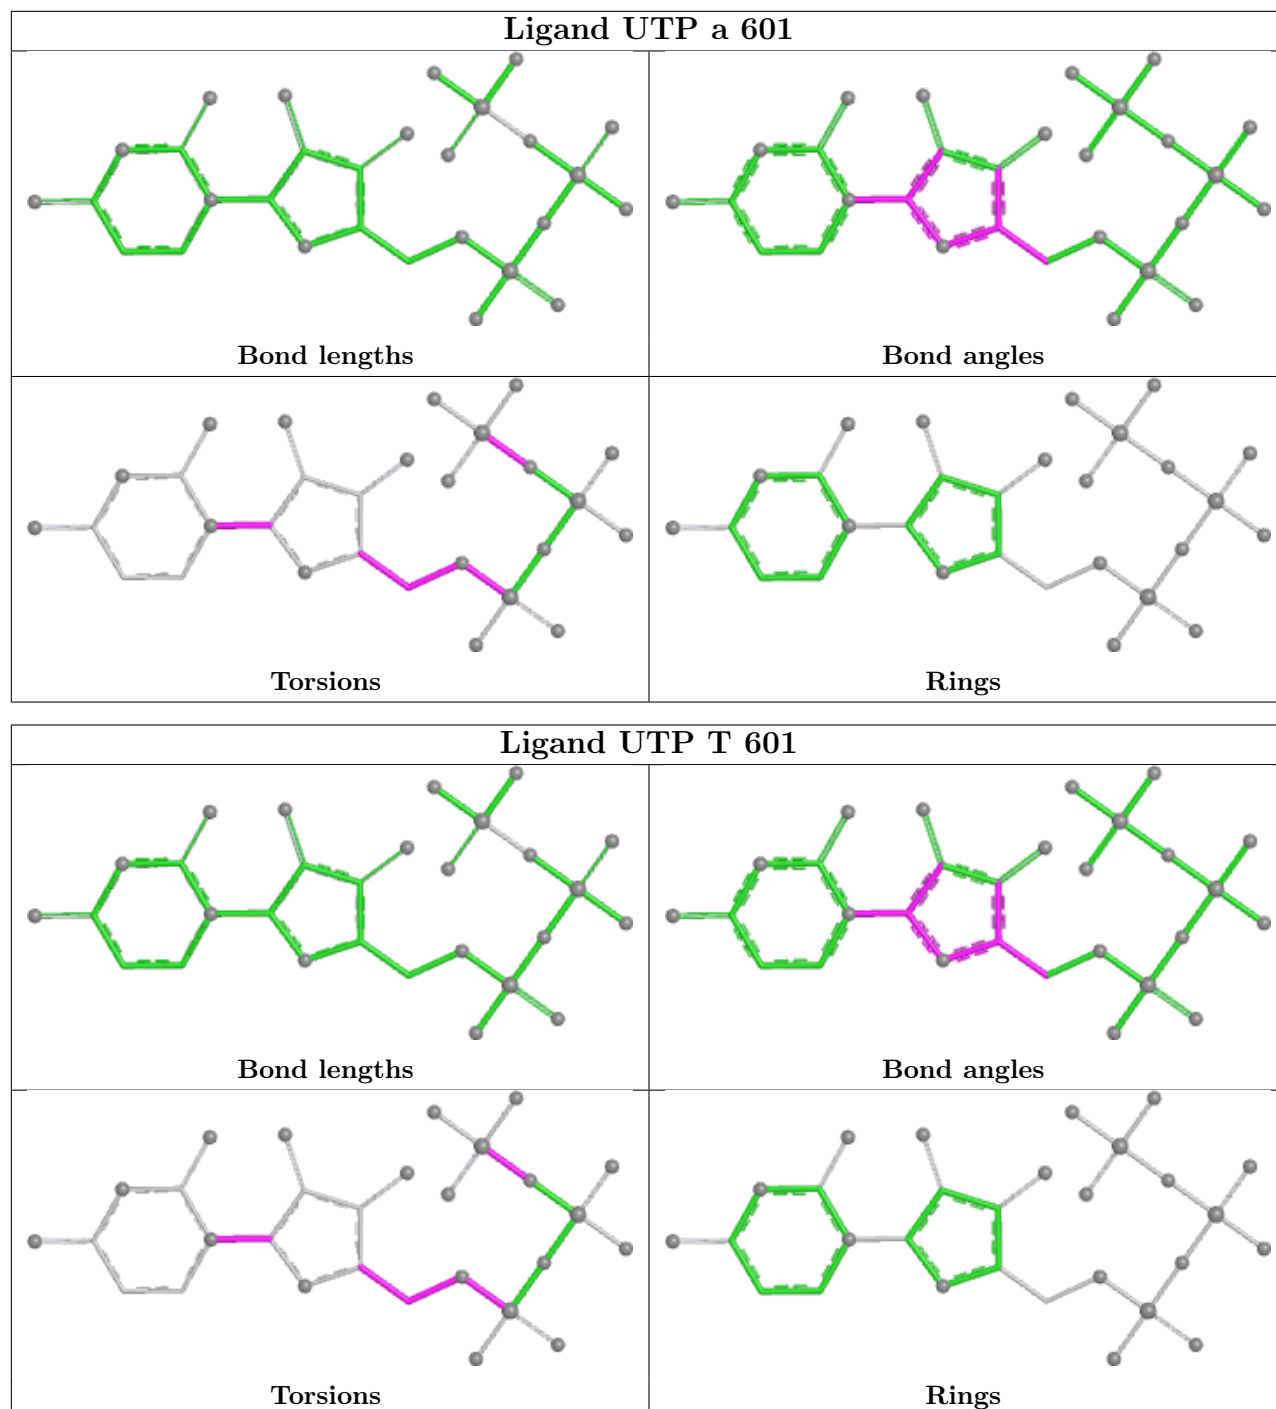 Ligand UTP a 601
Bond lengths
Bond angles
Torsions
Rings
Ligand UTP T 601
Bond lengths
Bond angles
Torsions
Rings